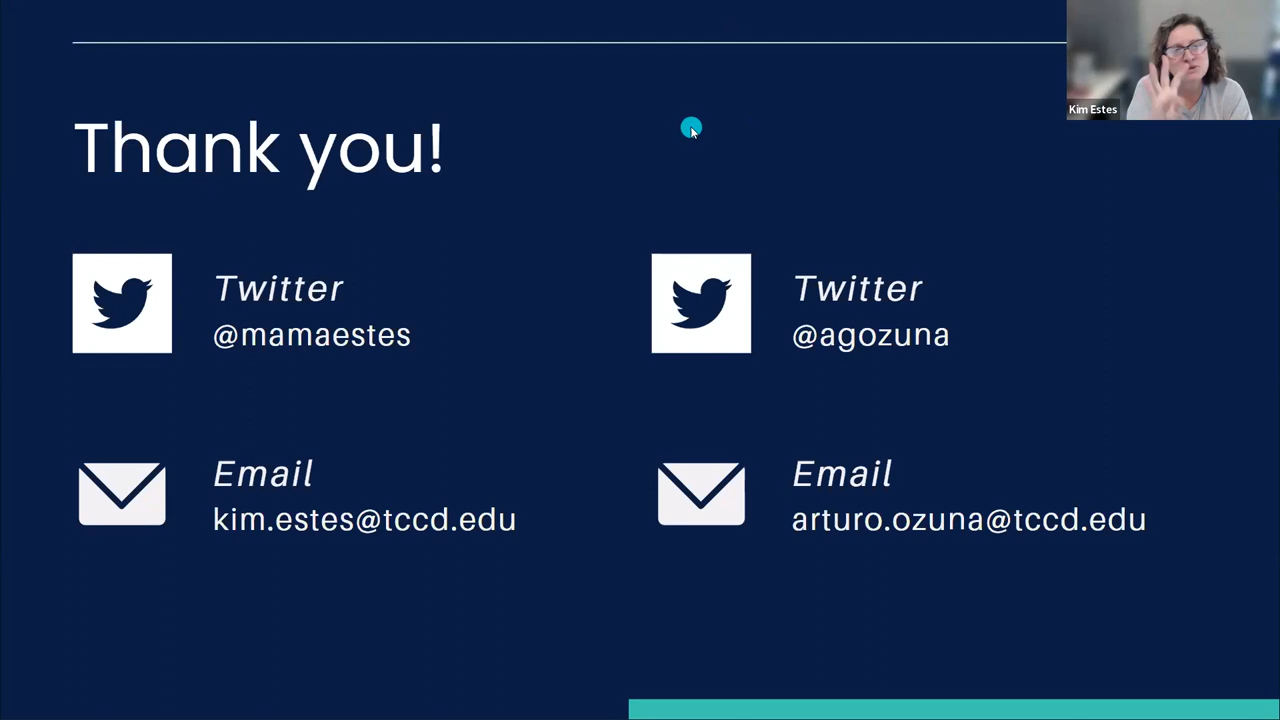 Kim Estes
Thank you!
Twitter
@mamaestes
Twitter
@agozuna
Email
kim.estes@tccd.edu
Email
arturo.ozuna@tccd.edu